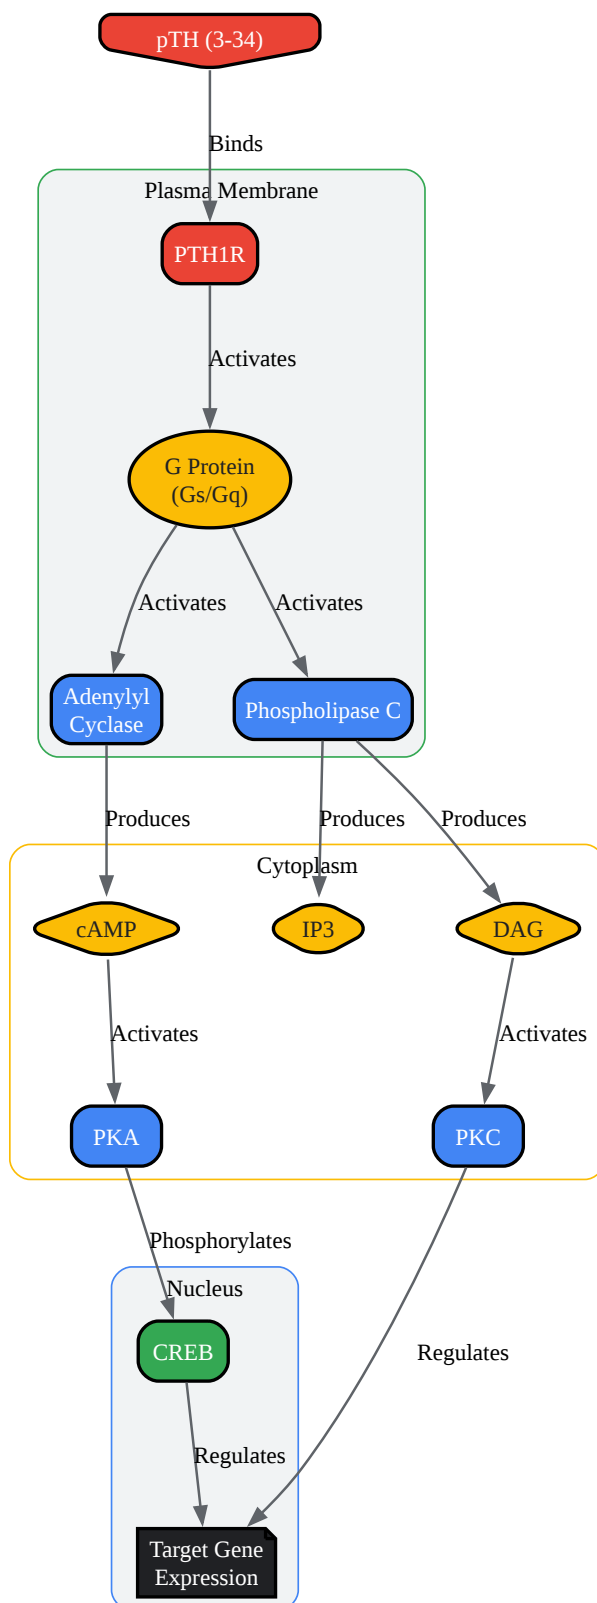 pTH (3-34)
Binds
Plasma Membrane
PTH1R
Activates
G Protein
(Gs/Gq)
Activates
Activates
Adenylyl
Cyclase
Phospholipase C
Produces
Produces
Produces
Cytoplasm
cAMP
IP3
DAG
Activates
Activates
PKA
PKC
Phosphorylates
Nucleus
CREB
Regulates
Regulates
Target Gene
Expression